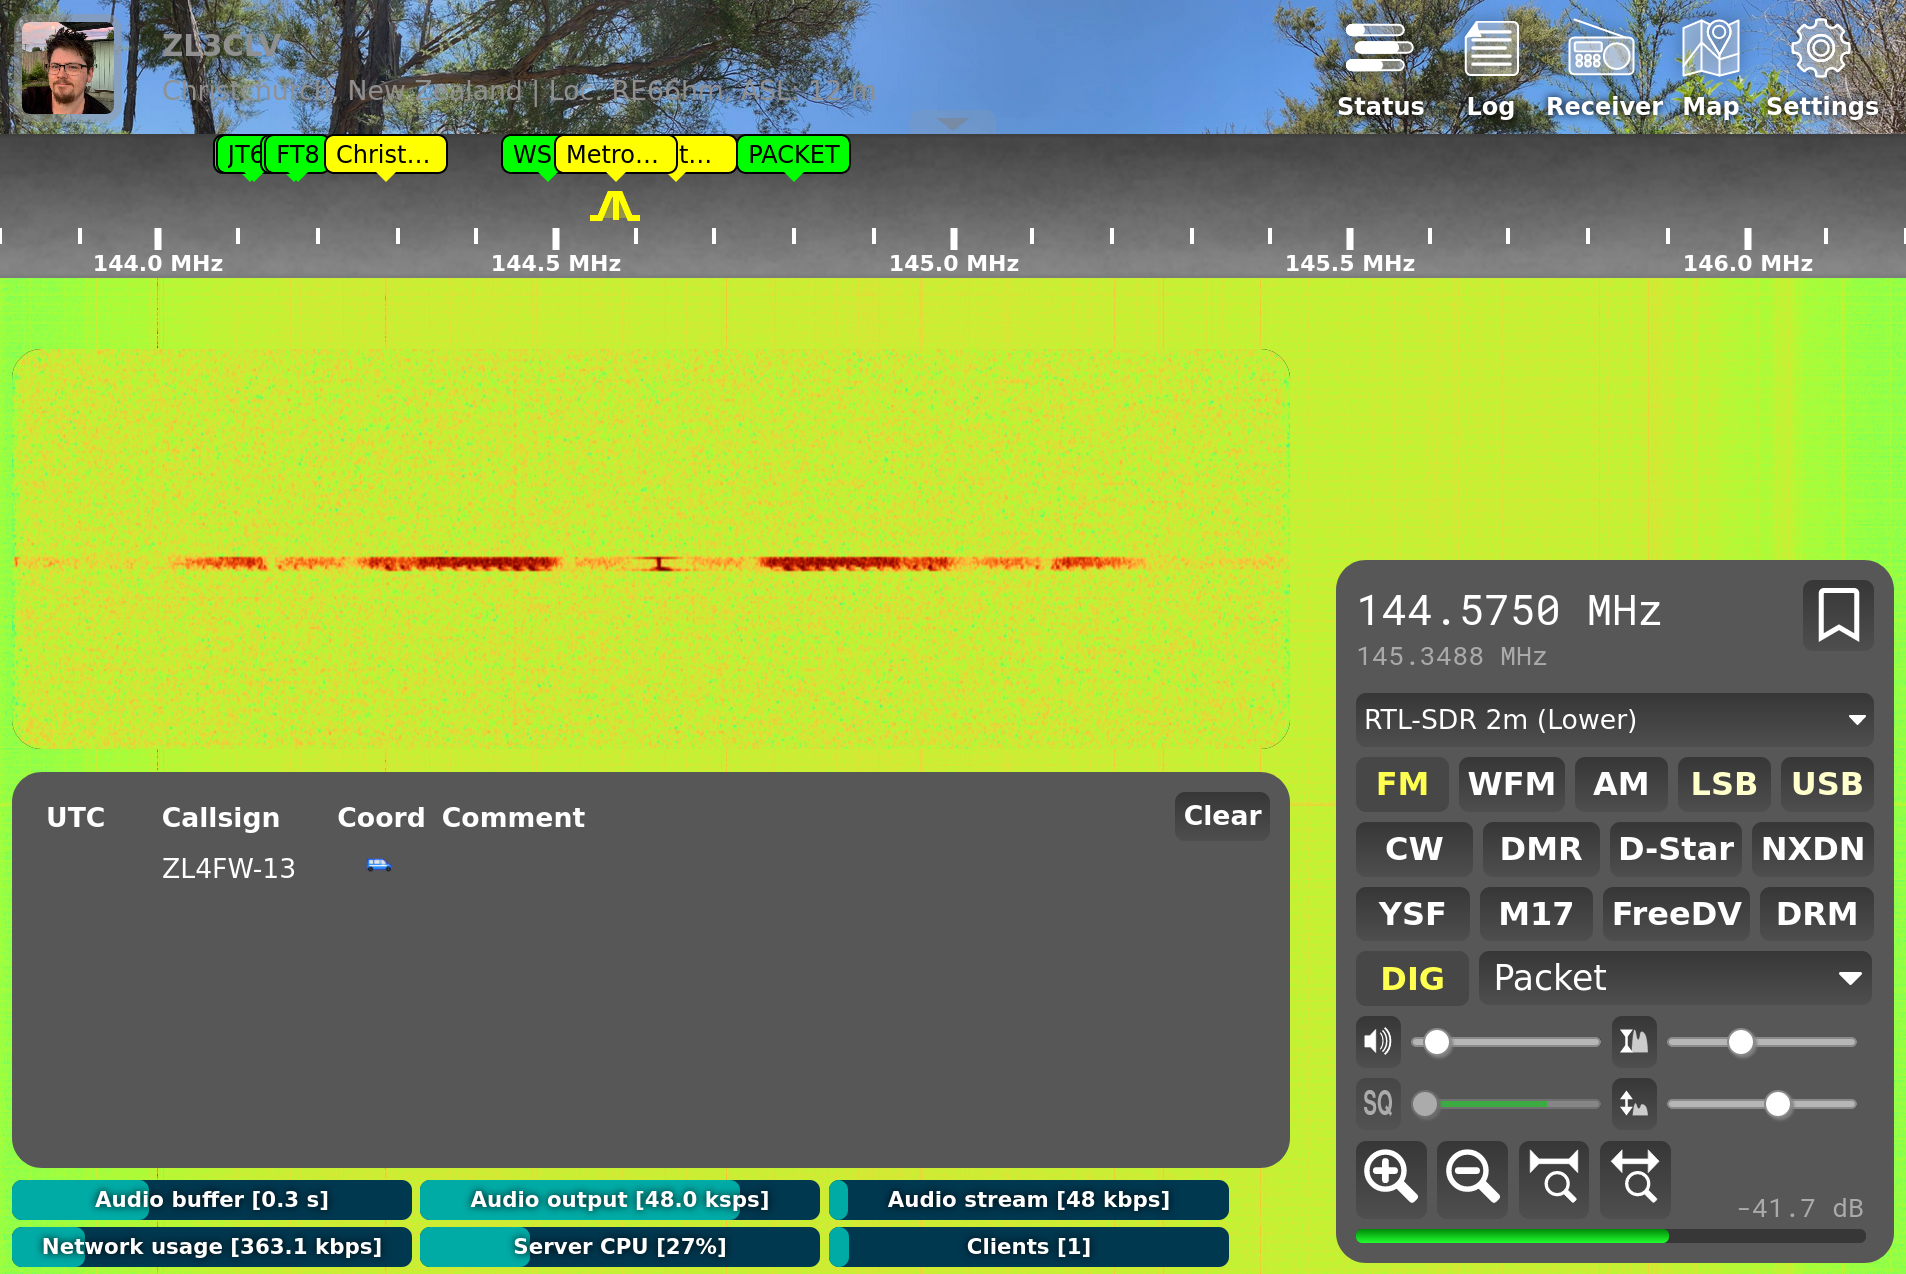 ZL3CLV
Christchurch, New Zealand | Loc: RE66hm, ASL: 12 m
Status Log Receiver Map Settings
JT6 FT8 Christ... WS Metro... t... PACKET
144.0 MHz 144.5 MHz 145.0 MHz 145.5 MHz 146.0 MHz
144.5750 MHz
145.3488 MHz
RTL-SDR 2m (Lower)
FM WFM AM LSB USB
CW DMR D-Star NXDN
YSF M17 FreeDV DRM
DIG Packet
SQ
-41.7 dB
UTC Callsign Coord Comment Clear
ZL4FW-13
Audio buffer [0.3 s] Audio output [48.0 ksps] Audio stream [48 kbps]
Network usage [363.1 kbps] Server CPU [27%] Clients [1]